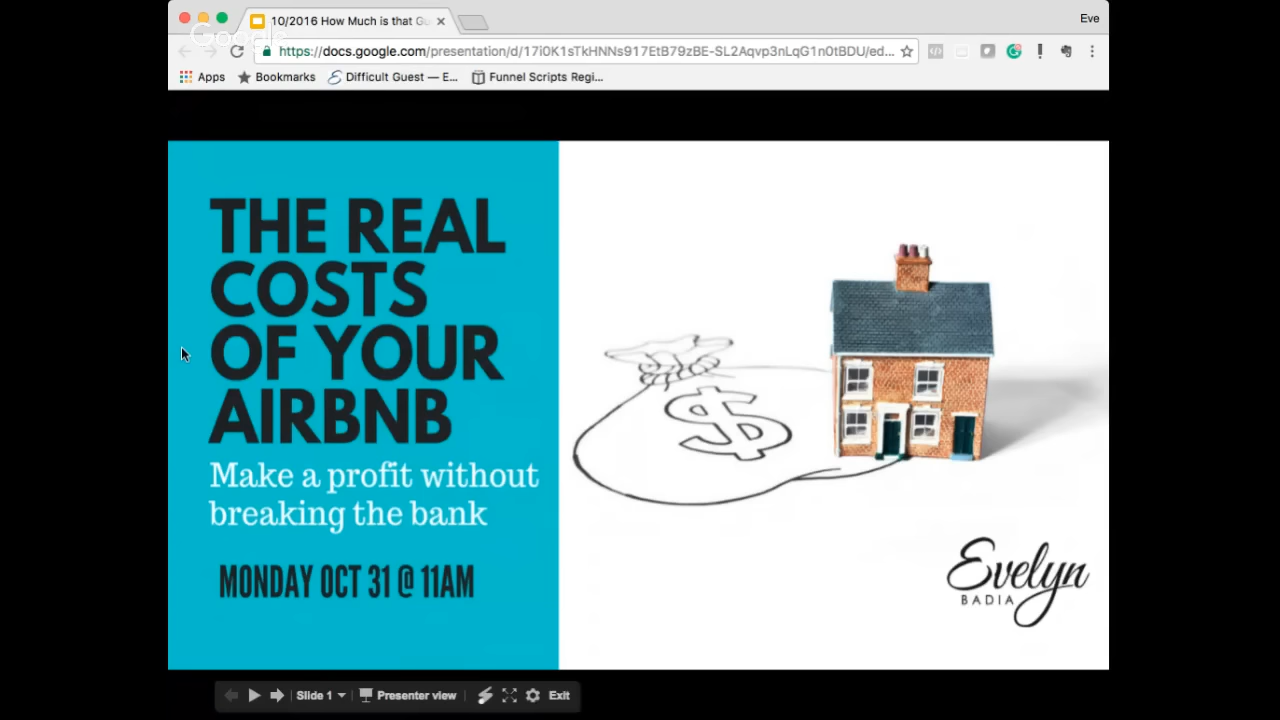 10/2016 How Much is that G
Eve
Google
https://docs.google.com/presentation/d/17i0K1sTkHNNs917EtB79zBE-SL2Aqvp3nLqG1n0tBDU/ed...
Apps
Bookmarks
Difficult Guest — E...
Funnel Scripts Regi...
THE REAL
COSTS
OF YOUR
AIRBNB
Make a profit without
breaking the bank
MONDAY OCT 31 @ 11AM
$
Evelyn
BADIA
Slide 1
Presenter view
Exit